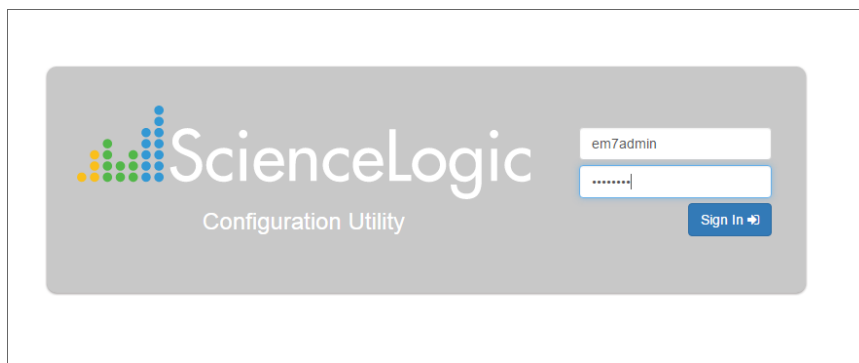 ScienceLogic
Configuration Utility
em7admin
••••••••
Sign In